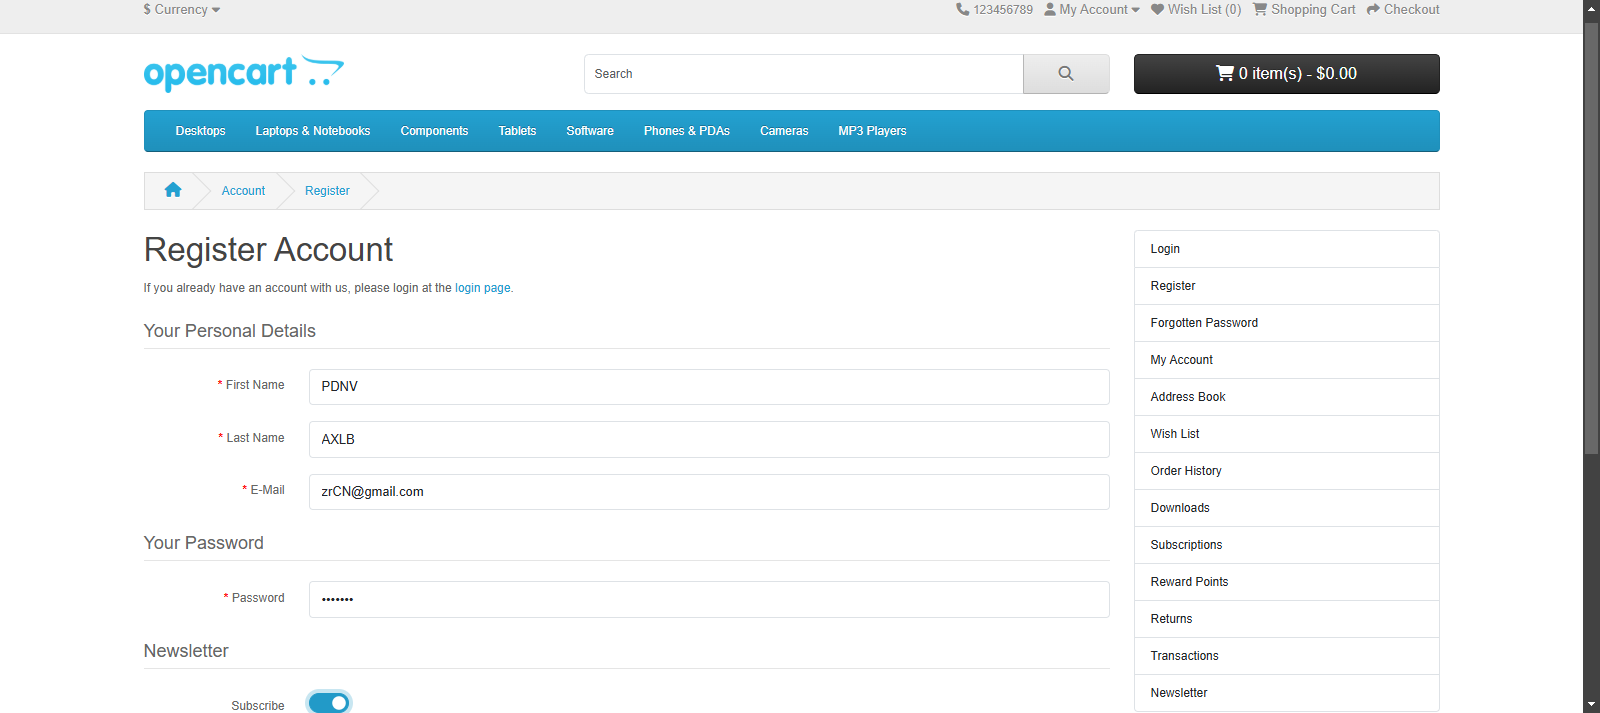 $ Currency
123456789 My Account Wish List (0) Shopping Cart Checkout
opencart
Search
0 item(s) - $0.00
Desktops Laptops & Notebooks Components Tablets Software Phones & PDAs Cameras MP3 Players
Account Register
Register Account
If you already have an account with us, please login at the login page.
Your Personal Details
* First Name PDNV
* Last Name AXLB
* E-Mail zrCN@gmail.com
Your Password
* Password •••••••
Newsletter
Subscribe
Login
Register
Forgotten Password
My Account
Address Book
Wish List
Order History
Downloads
Subscriptions
Reward Points
Returns
Transactions
Newsletter